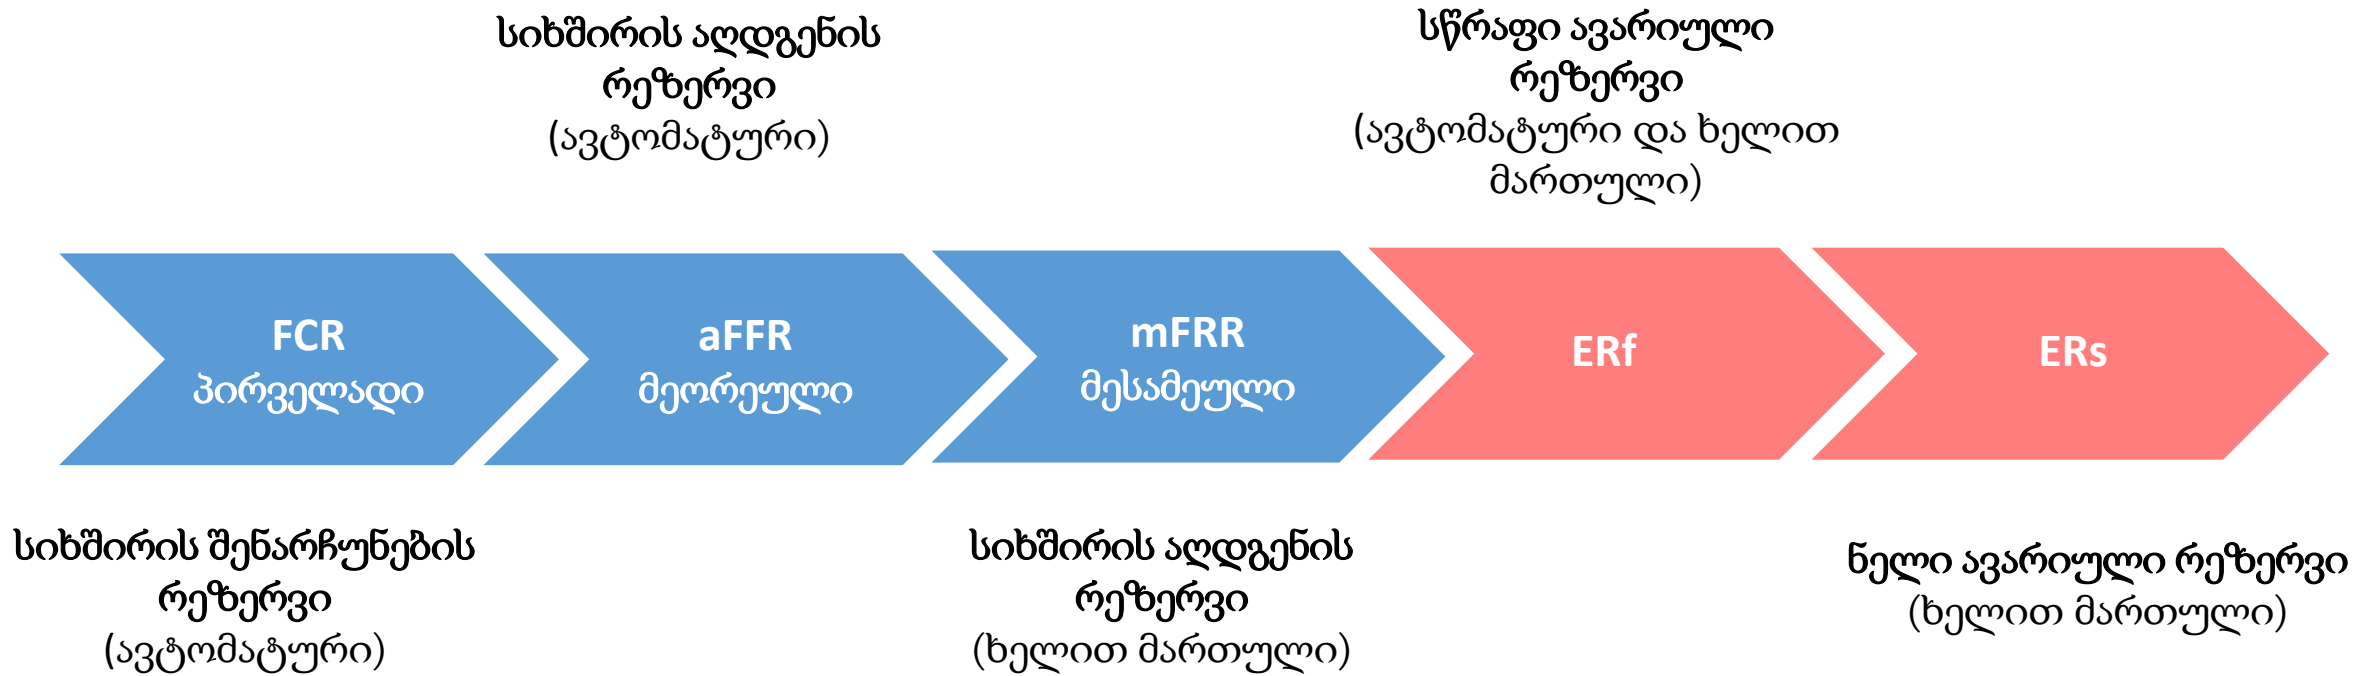 სიხშირის აღდგენის
რეზერვი
(ავტომატური)
სწრაფი ავარიული
რეზერვი
(ავტომატური და ხელით
მართული)
FCR
პირველადი
aFFR
მეორეული
mFRR
მესამეული
ERf
ERs
სიხშირის შენარჩუნების
რეზერვი
(ავტომატური)
სიხშირის აღდგენის
რეზერვი
(ხელით მართული)
ნელი ავარიული რეზერვი
(ხელით მართული)